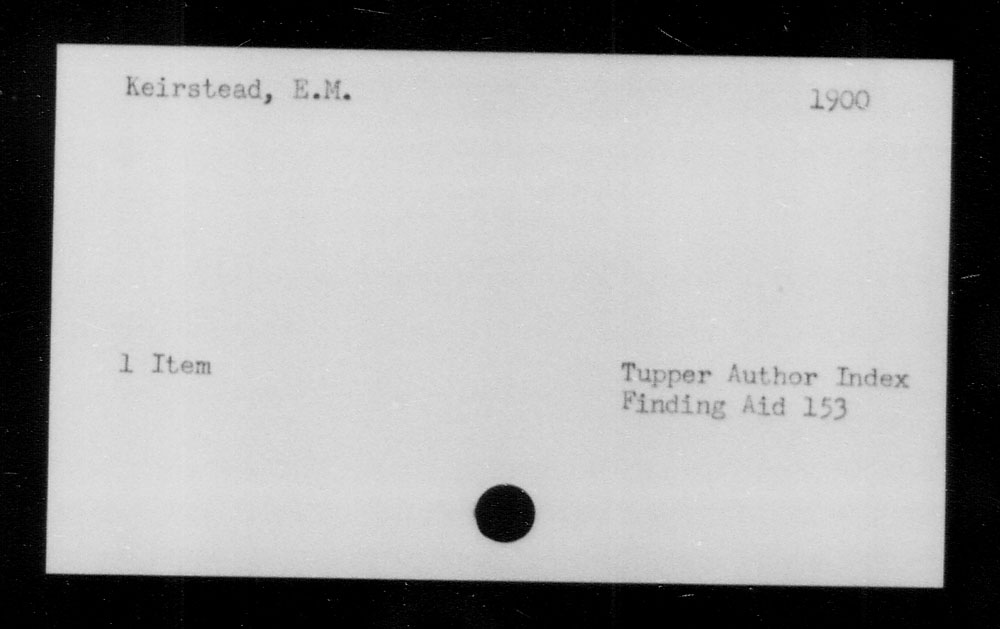 Keirstead, E.M.
1900
1 Item
Tupper Author Index
Finding Aid 153